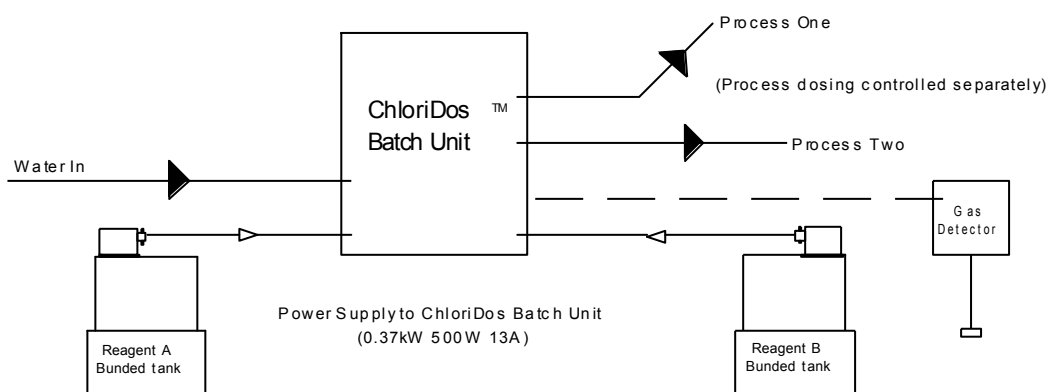 Process One
(Process dosing controlled separately)
ChloriDos ™
Batch Unit
Process Two
Water In
Gas
Detector
Power Supply to ChloriDos Batch Unit
(0.37kW 500W 13A)
Reagent A
Bunded tank
Reagent B
Bunded tank